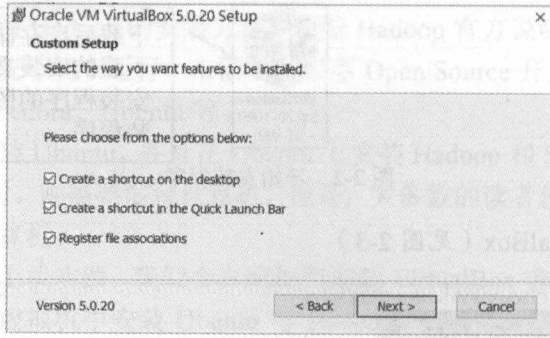 Oracle VM VirtualBox 5.0.20 Setup
Custom Setup
Select the way you want features to be installed.
Please choose from the options below:
Create a shortcut on the desktop
Create a shortcut in the Quick Launch Bar
Register file associations
Version 5.0.20
< Back
Next >
Cancel